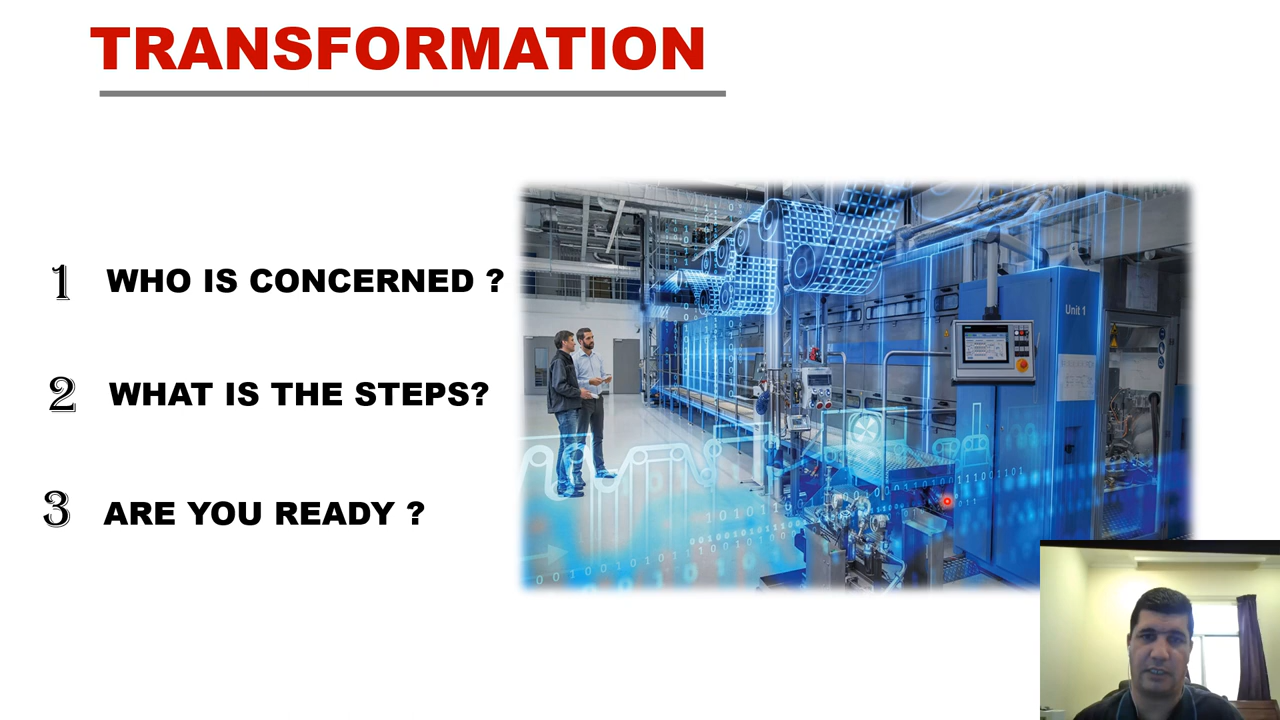 TRANSFORMATION
1 WHO IS CONCERNED ?
2 WHAT IS THE STEPS?
3 ARE YOU READY ?
Unit 1